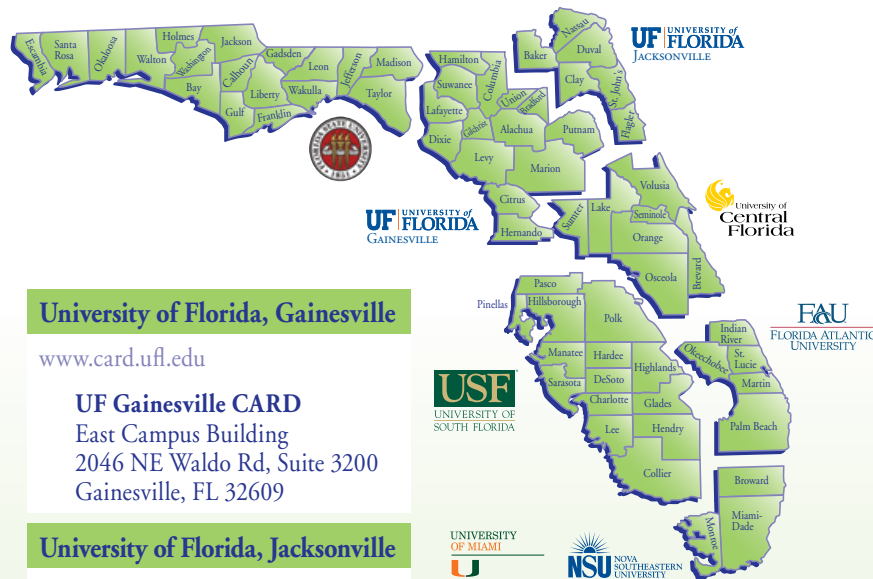 Escambia
Santa
Rosa
Okaloosa
Walton
Holmes
Washington
Bay
Jackson
Calhoun
Gulf
Gadsden
Liberty
Franklin
Leon
Wakulla
Jefferson
Madison
Taylor
FLORIDA STATE UNIVERSITY
1851
Hamilton
Suwanee
Lafayette
Dixie
Columbia
Gilchrist
Union
Bradford
Alachua
Putnam
Levy
Marion
Citrus
Hernando
UF UNIVERSITY of
FLORIDA
GAINESVILLE
Baker
Nassau
Duval
Clay
St. John's
Flagler
UF UNIVERSITY of
FLORIDA
JACKSONVILLE
Volusia
Sumter
Lake
Seminole
Orange
Osceola
Brevard
University of
Central
Florida
Pasco
Pinellas
Hillsborough
Polk
Manatee
Hardee
Highlands
Sarasota
DeSoto
Charlotte
Glades
Lee
Hendry
Collier
USF
UNIVERSITY OF
SOUTH FLORIDA
Indian
River
Okeechobee
St.
Lucie
Martin
Palm Beach
FAU
FLORIDA ATLANTIC
UNIVERSITY
Broward
Miami-
Dade
Monroe
UNIVERSITY
OF MIAMI
U
NSU NOVA
SOUTHEASTERN
UNIVERSITY
University of Florida, Gainesville
www.card.ufl.edu
UF Gainesville CARD
East Campus Building
2046 NE Waldo Rd, Suite 3200
Gainesville, FL 32609
University of Florida, Jacksonville